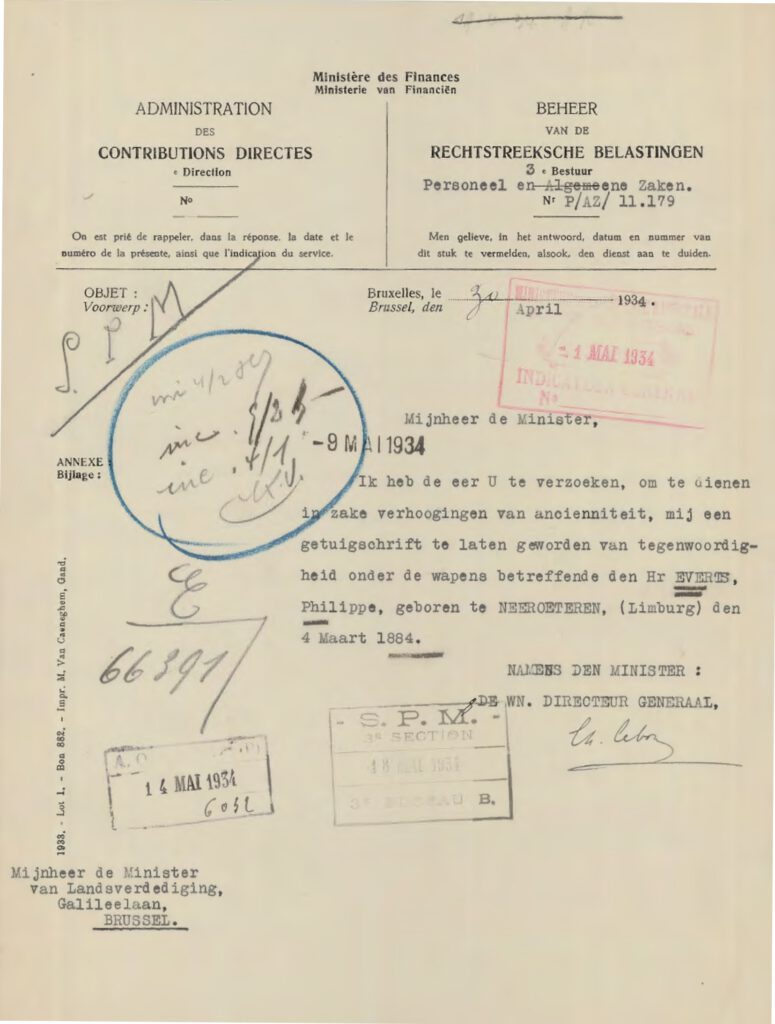 Ministère des Finances
Ministerie van Financiën
ADMINISTRATION
DES
CONTRIBUTIONS DIRECTES
e Direction
No
On est prié de rappeler, dans la réponse, la date et le
numéro de la présente, ainsi que l'indication du service.
BEHEER
VAN DE
RECHTSTREEKSCHE BELASTINGEN
3 e Bestuur
Personeel en Algemeene Zaken.
Nr P/AZ/ 11.179
Men gelieve, in het antwoord, datum en nummer van
dit stuk te vermelden, alsook, den dienst aan te duiden.
OBJET :
Voorwerp :
S. P M
Bruxelles, le
Brussel, den
30 April 1934.
- 1 MAI 1934
INDICATEUR GENERAL
No
Mijnheer de Minister,
-9 MAI 1934
ANNEXE
Bijlage :
Ik heb de eer U te verzoeken, om te dienen
in zake verhoogingen van ancienniteit, mij een
getuigschrift te laten geworden van tegenwoordig-
heid onder de wapens betreffende den Hr EVERTS,
Philippe, geboren te NEEROETEREN, (Limburg) den
4 Maart 1884.
E
66391
NAMENS DEN MINISTER :
DE WN. DIRECTEUR GENERAAL,
- S. P. M. -
3e SECTION
18 MAI 1934
3e BUREAU B.
14 MAI 1934
6052
1933. - Lot 1. - Bon 882. - Impr. M. Van Caeneghem, Gand.
Mijnheer de Minister
van Landsverdediging,
Galileelaan,
BRUSSEL.